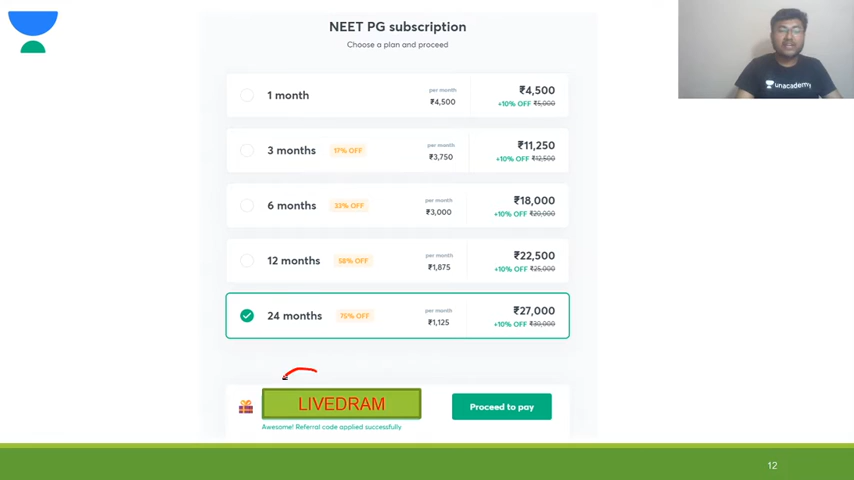 NEET PG subscription
Choose a plan and proceed
1 month per month ₹4,500 ₹4,500 +10% OFF ₹5,000
3 months 17% OFF per month ₹3,750 ₹11,250 +10% OFF ₹12,500
6 months 33% OFF per month ₹3,000 ₹18,000 +10% OFF ₹20,000
12 months 58% OFF per month ₹1,875 ₹22,500 +10% OFF ₹25,000
24 months 75% OFF per month ₹1,125 ₹27,000 +10% OFF ₹30,000
LIVEDRAM
Proceed to pay
Awesome! Referral code applied successfully
unacademy
12